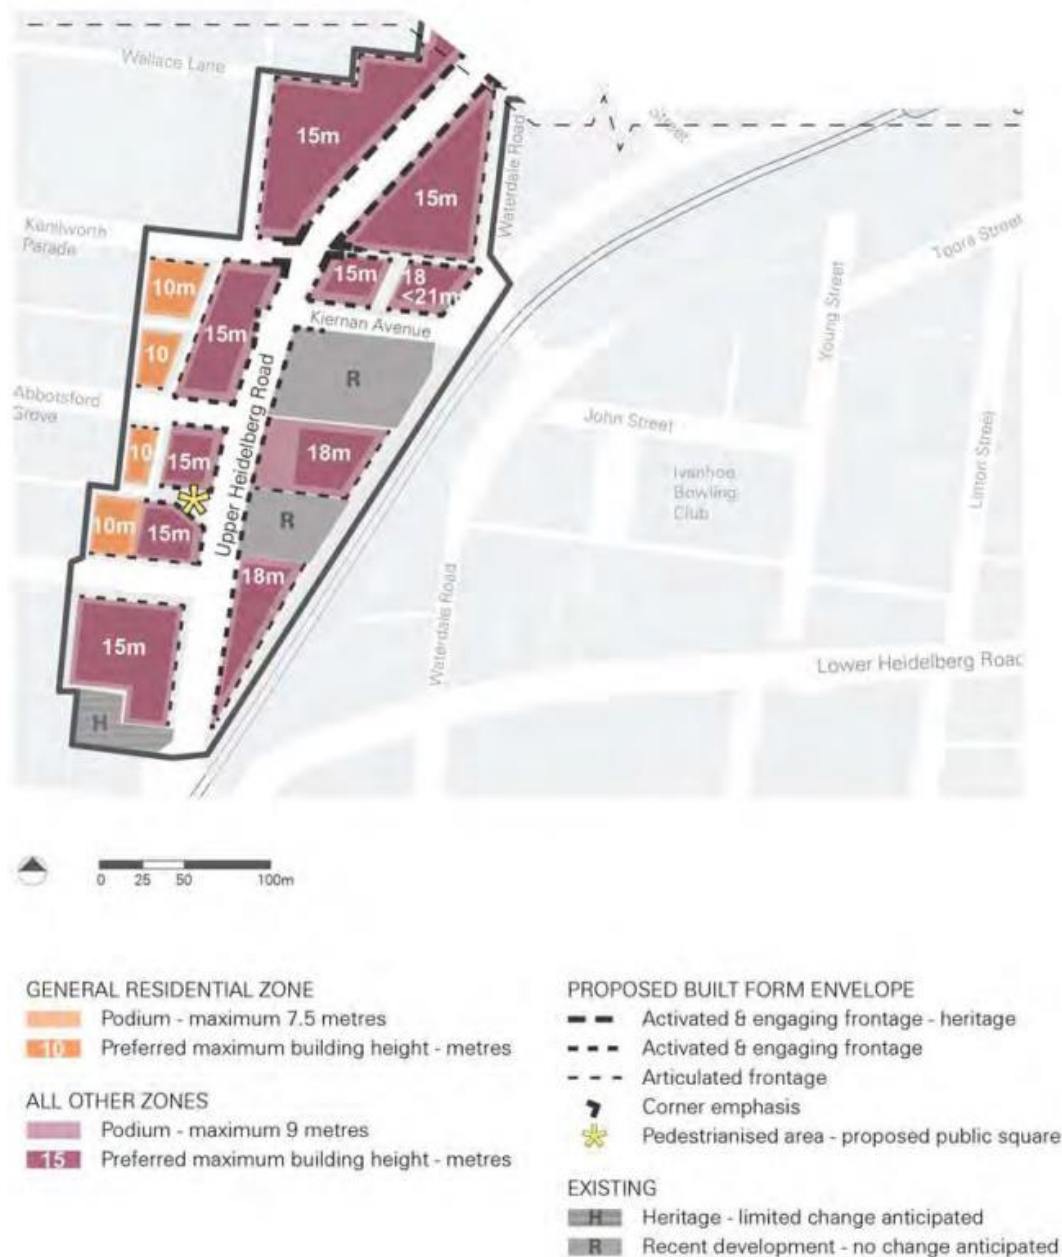 Wallace Lane
15m
Street
15m
Waterdale Road
Kenilworth
Parade
Toora Street
10m
15m
18
<21m
Kiernan Avenue
Young Street
15m
10
R
Abbotsford
Grove
Upper Heidelberg Road
John Street
Linton Street
10
15m
18m
Ivanhoe
Bowling
Club
R
10m
15m
18m
Waterdale Road
15m
Lower Heidelberg Road
H
0 25 50 100m
GENERAL RESIDENTIAL ZONE
Podium - maximum 7.5 metres
10 Preferred maximum building height - metres
ALL OTHER ZONES
Podium - maximum 9 metres
15 Preferred maximum building height - metres
PROPOSED BUILT FORM ENVELOPE
Activated & engaging frontage - heritage
Activated & engaging frontage
Articulated frontage
Corner emphasis
Pedestrianised area - proposed public square
EXISTING
H Heritage - limited change anticipated
R Recent development - no change anticipated